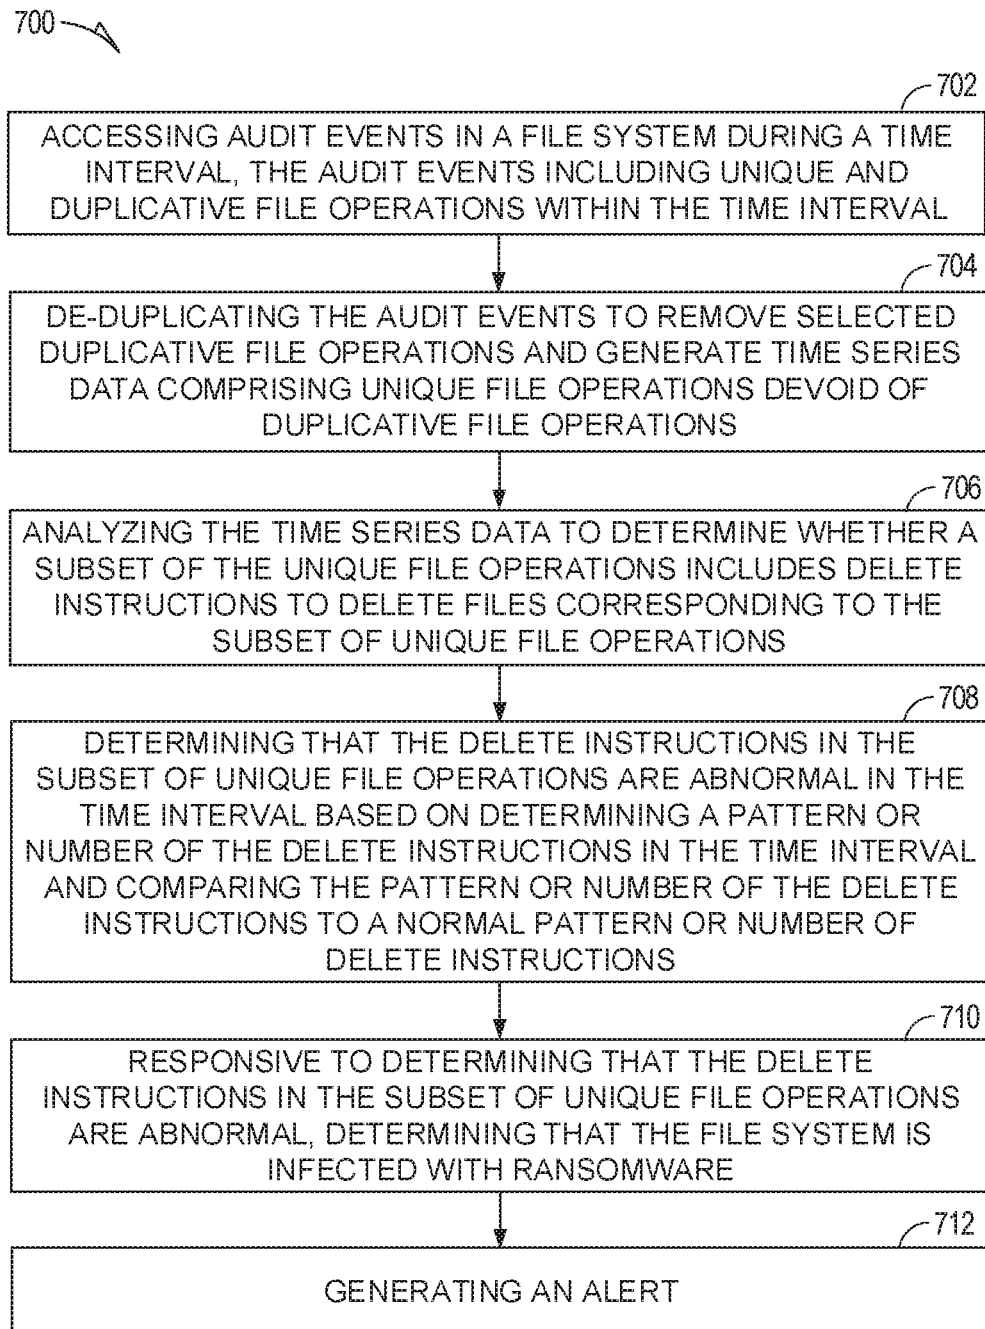 700
702
ACCESSING AUDIT EVENTS IN A FILE SYSTEM DURING A TIME
INTERVAL, THE AUDIT EVENTS INCLUDING UNIQUE AND
DUPLICATIVE FILE OPERATIONS WITHIN THE TIME INTERVAL
704
DE-DUPLICATING THE AUDIT EVENTS TO REMOVE SELECTED
DUPLICATIVE FILE OPERATIONS AND GENERATE TIME SERIES
DATA COMPRISING UNIQUE FILE OPERATIONS DEVOID OF
DUPLICATIVE FILE OPERATIONS
706
ANALYZING THE TIME SERIES DATA TO DETERMINE WHETHER A
SUBSET OF THE UNIQUE FILE OPERATIONS INCLUDES DELETE
INSTRUCTIONS TO DELETE FILES CORRESPONDING TO THE
SUBSET OF UNIQUE FILE OPERATIONS
708
DETERMINING THAT THE DELETE INSTRUCTIONS IN THE
SUBSET OF UNIQUE FILE OPERATIONS ARE ABNORMAL IN THE
TIME INTERVAL BASED ON DETERMINING A PATTERN OR
NUMBER OF THE DELETE INSTRUCTIONS IN THE TIME INTERVAL
AND COMPARING THE PATTERN OR NUMBER OF THE DELETE
INSTRUCTIONS TO A NORMAL PATTERN OR NUMBER OF
DELETE INSTRUCTIONS
710
RESPONSIVE TO DETERMINING THAT THE DELETE
INSTRUCTIONS IN THE SUBSET OF UNIQUE FILE OPERATIONS
ARE ABNORMAL, DETERMINING THAT THE FILE SYSTEM IS
INFECTED WITH RANSOMWARE
712
GENERATING AN ALERT